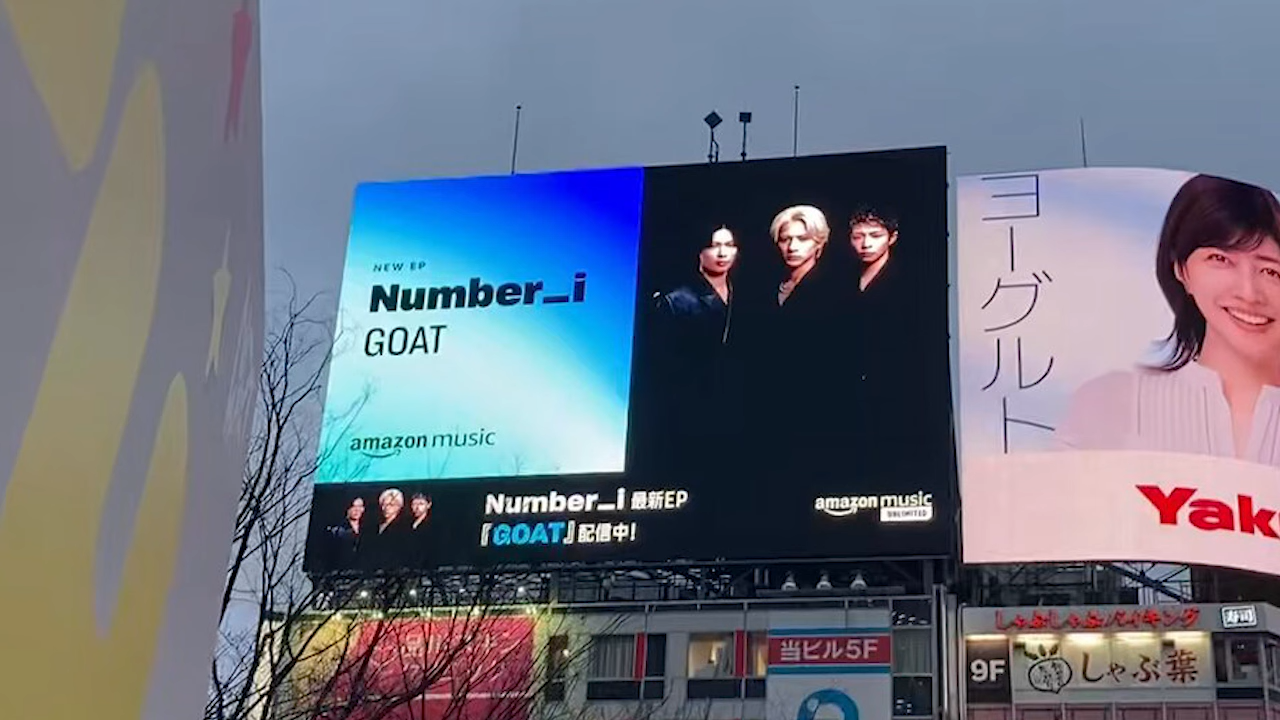 NEW EP
Number_i
GOAT
amazon music
Number_i 最新EP
『GOAT』配信中!
amazon music
UNLIMITED
ヨーグルト
Yak
当ビル5F
しゃぶしゃぶバイキング
寿司
9F
しゃぶ葉